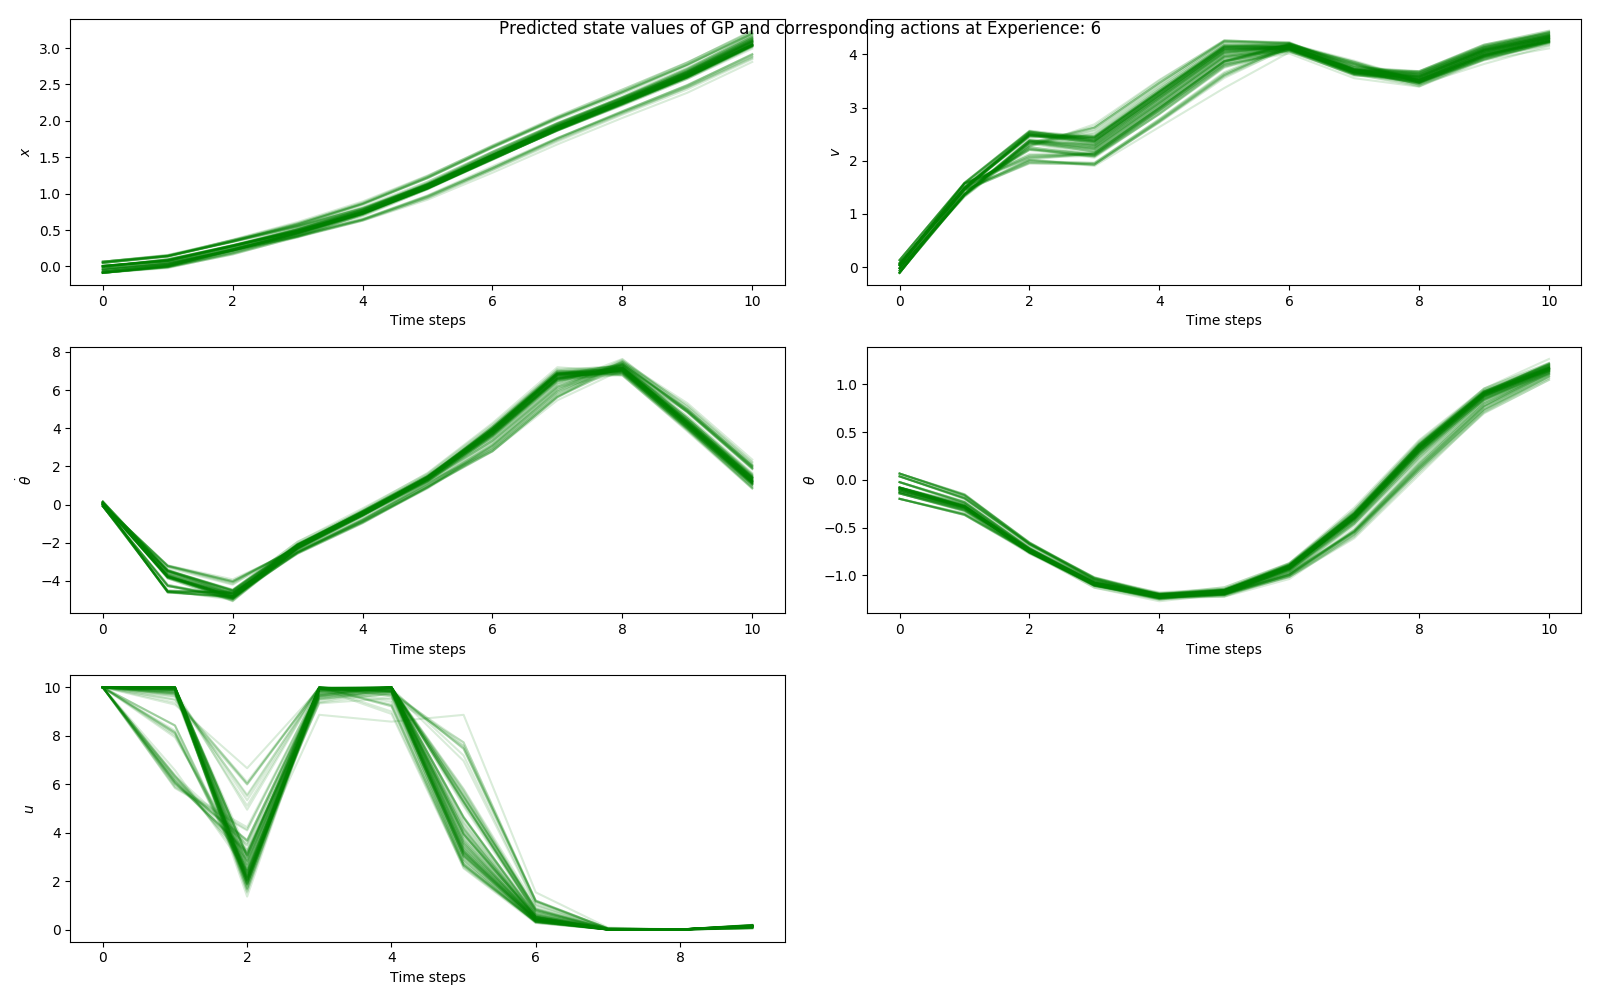 Predicted state values of GP and corresponding actions at Experience: 6
3.0
2.5
2.0
1.5
1.0
0.5
0.0
x
0 2 4 6 8 10
Time steps
4
3
2
1
0
v
0 2 4 6 8 10
Time steps
8
6
4
2
0
−2
−4
θ̇
0 2 4 6 8 10
Time steps
1.0
0.5
0.0
−0.5
−1.0
θ
0 2 4 6 8 10
Time steps
10
8
6
4
2
0
u
0 2 4 6 8
Time steps